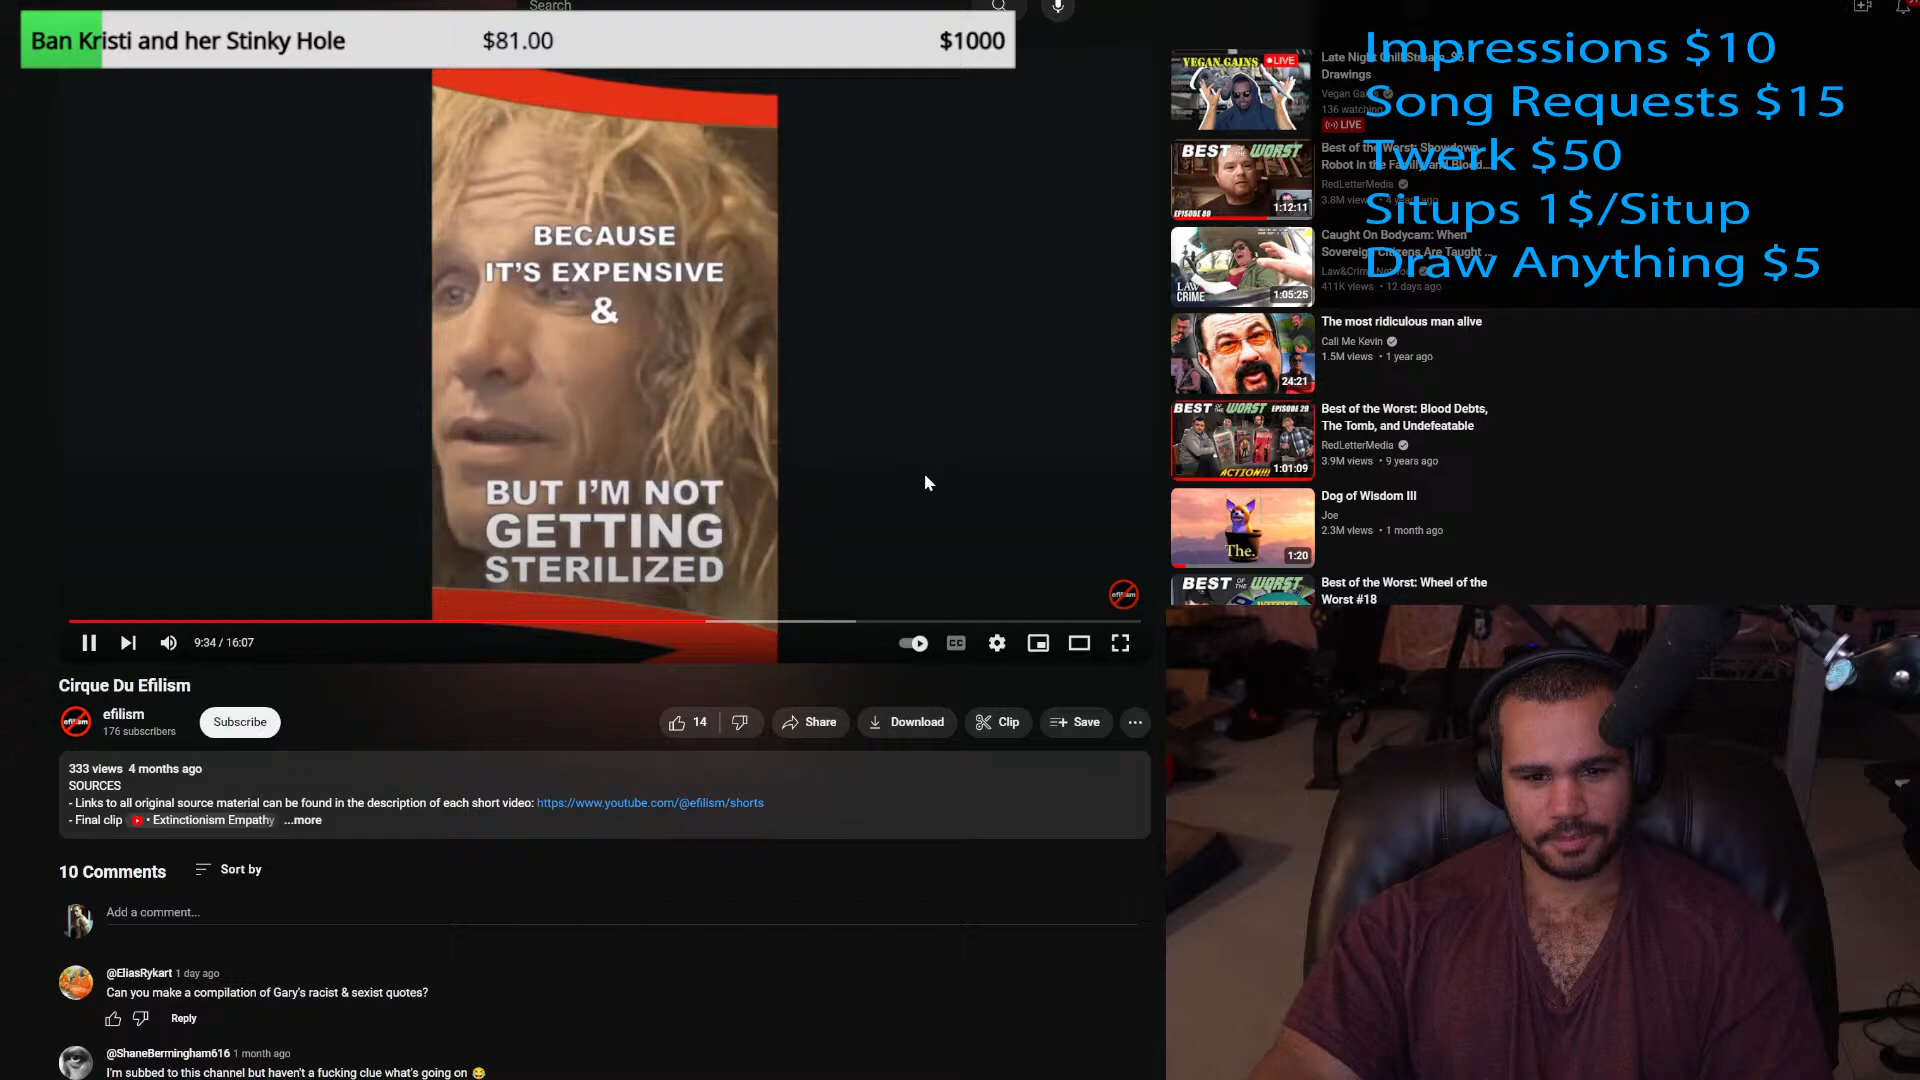 Search
Ban Kristi and her Stinky Hole $81.00 $1000
Impressions $10
Song Requests $15
Twerk $50
Situps 1$/Situp
Draw Anything $5
BECAUSE
IT'S EXPENSIVE
&
BUT I'M NOT
GETTING
STERILIZED
efilism
9:34 / 16:07
CC
Cirque Du Efilism
efilism
efilism
176 subscribers
Subscribe
14
Share
Download
Clip
Save
333 views 4 months ago
SOURCES
- Links to all original source material can be found in the description of each short video: https://www.youtube.com/@efilism/shorts
- Final clip • Extinctionism Empathy ...more
10 Comments
Sort by
Add a comment...
@EliasRykart 1 day ago
Can you make a compilation of Gary's racist & sexist quotes?
Reply
@ShaneBermingham616 1 month ago
I'm subbed to this channel but haven't a fucking clue what's going on 😂
VEGAN GAINS
LIVE
Late Night Chill Stream
Drawings
Vegan
136 watching
LIVE
BEST OF THE WORST
EPISODE 89
1:12:11
Best of the Worst: Showdown,
Robot in the Family, and Blood...
RedLetterMedia
3.8M views • 4 years ago
LAW
CRIME
1:05:25
Caught On Bodycam: When
Sovereign Citizens Are Taught ...
Law&Crime Network
411K views • 12 days ago
24:21
The most ridiculous man alive
Call Me Kevin
1.5M views • 1 year ago
BEST OF THE WORST EPISODE 29
ACTION!!!
1:01:09
Best of the Worst: Blood Debts,
The Tomb, and Undefeatable
RedLetterMedia
3.9M views • 9 years ago
The.
1:20
Dog of Wisdom III
Joe
2.3M views • 1 month ago
BEST OF THE WORST
Best of the Worst: Wheel of the
Worst #18